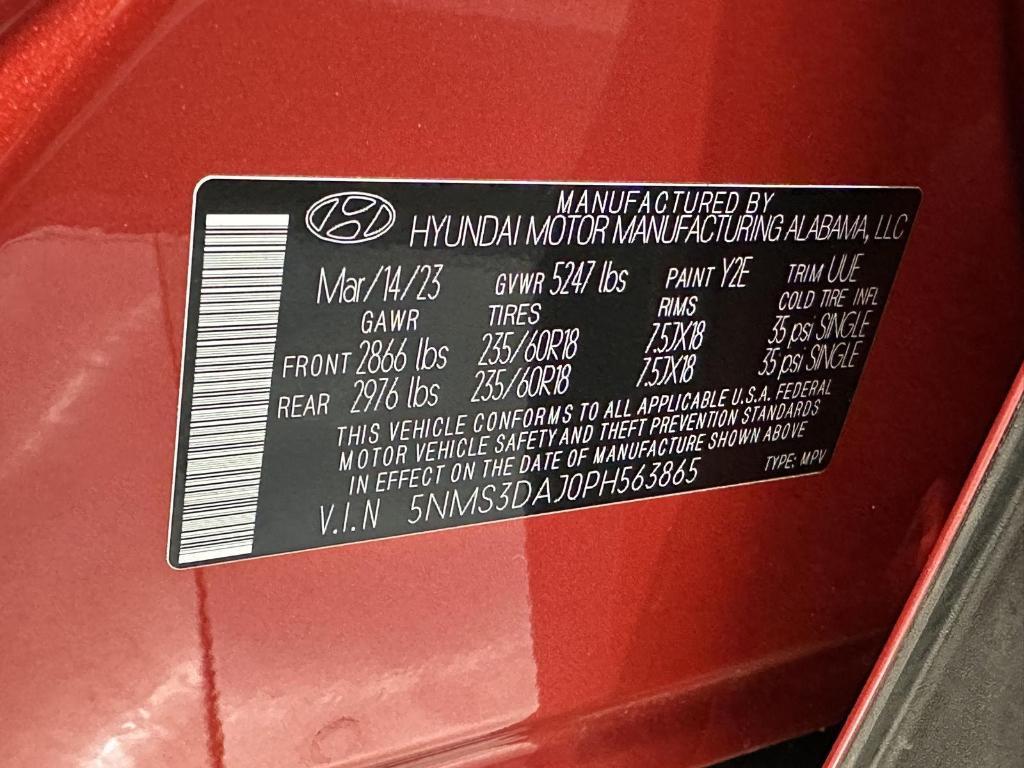 MANUFACTURED BY
HYUNDAI MOTOR MANUFACTURING ALABAMA, LLC
Mar/14/23 GVWR 5247 lbs PAINT Y2E TRIM UUE
GAWR TIRES RIMS COLD TIRE INFL
FRONT 2866 lbs 235/60R18 7.5JX18 35 psi SINGLE
REAR 2976 lbs 235/60R18 7.5JX18 35 psi SINGLE
THIS VEHICLE CONFORMS TO ALL APPLICABLE U.S.A. FEDERAL
MOTOR VEHICLE SAFETY AND THEFT PREVENTION STANDARDS
IN EFFECT ON THE DATE OF MANUFACTURE SHOWN ABOVE
V.I.N 5NMS3DAJ0PH563865 TYPE: MPV